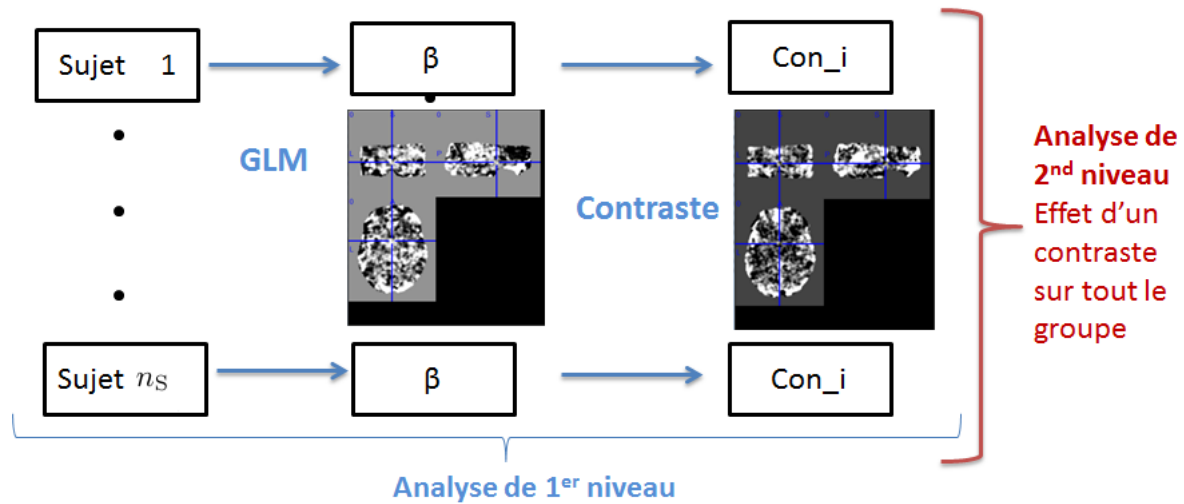 Sujet 1
β
Con_i
GLM
Contraste
Analyse de
2nd niveau
Effet d'un
contraste
sur tout le
groupe
Sujet nS
β
Con_i
Analyse de 1er niveau